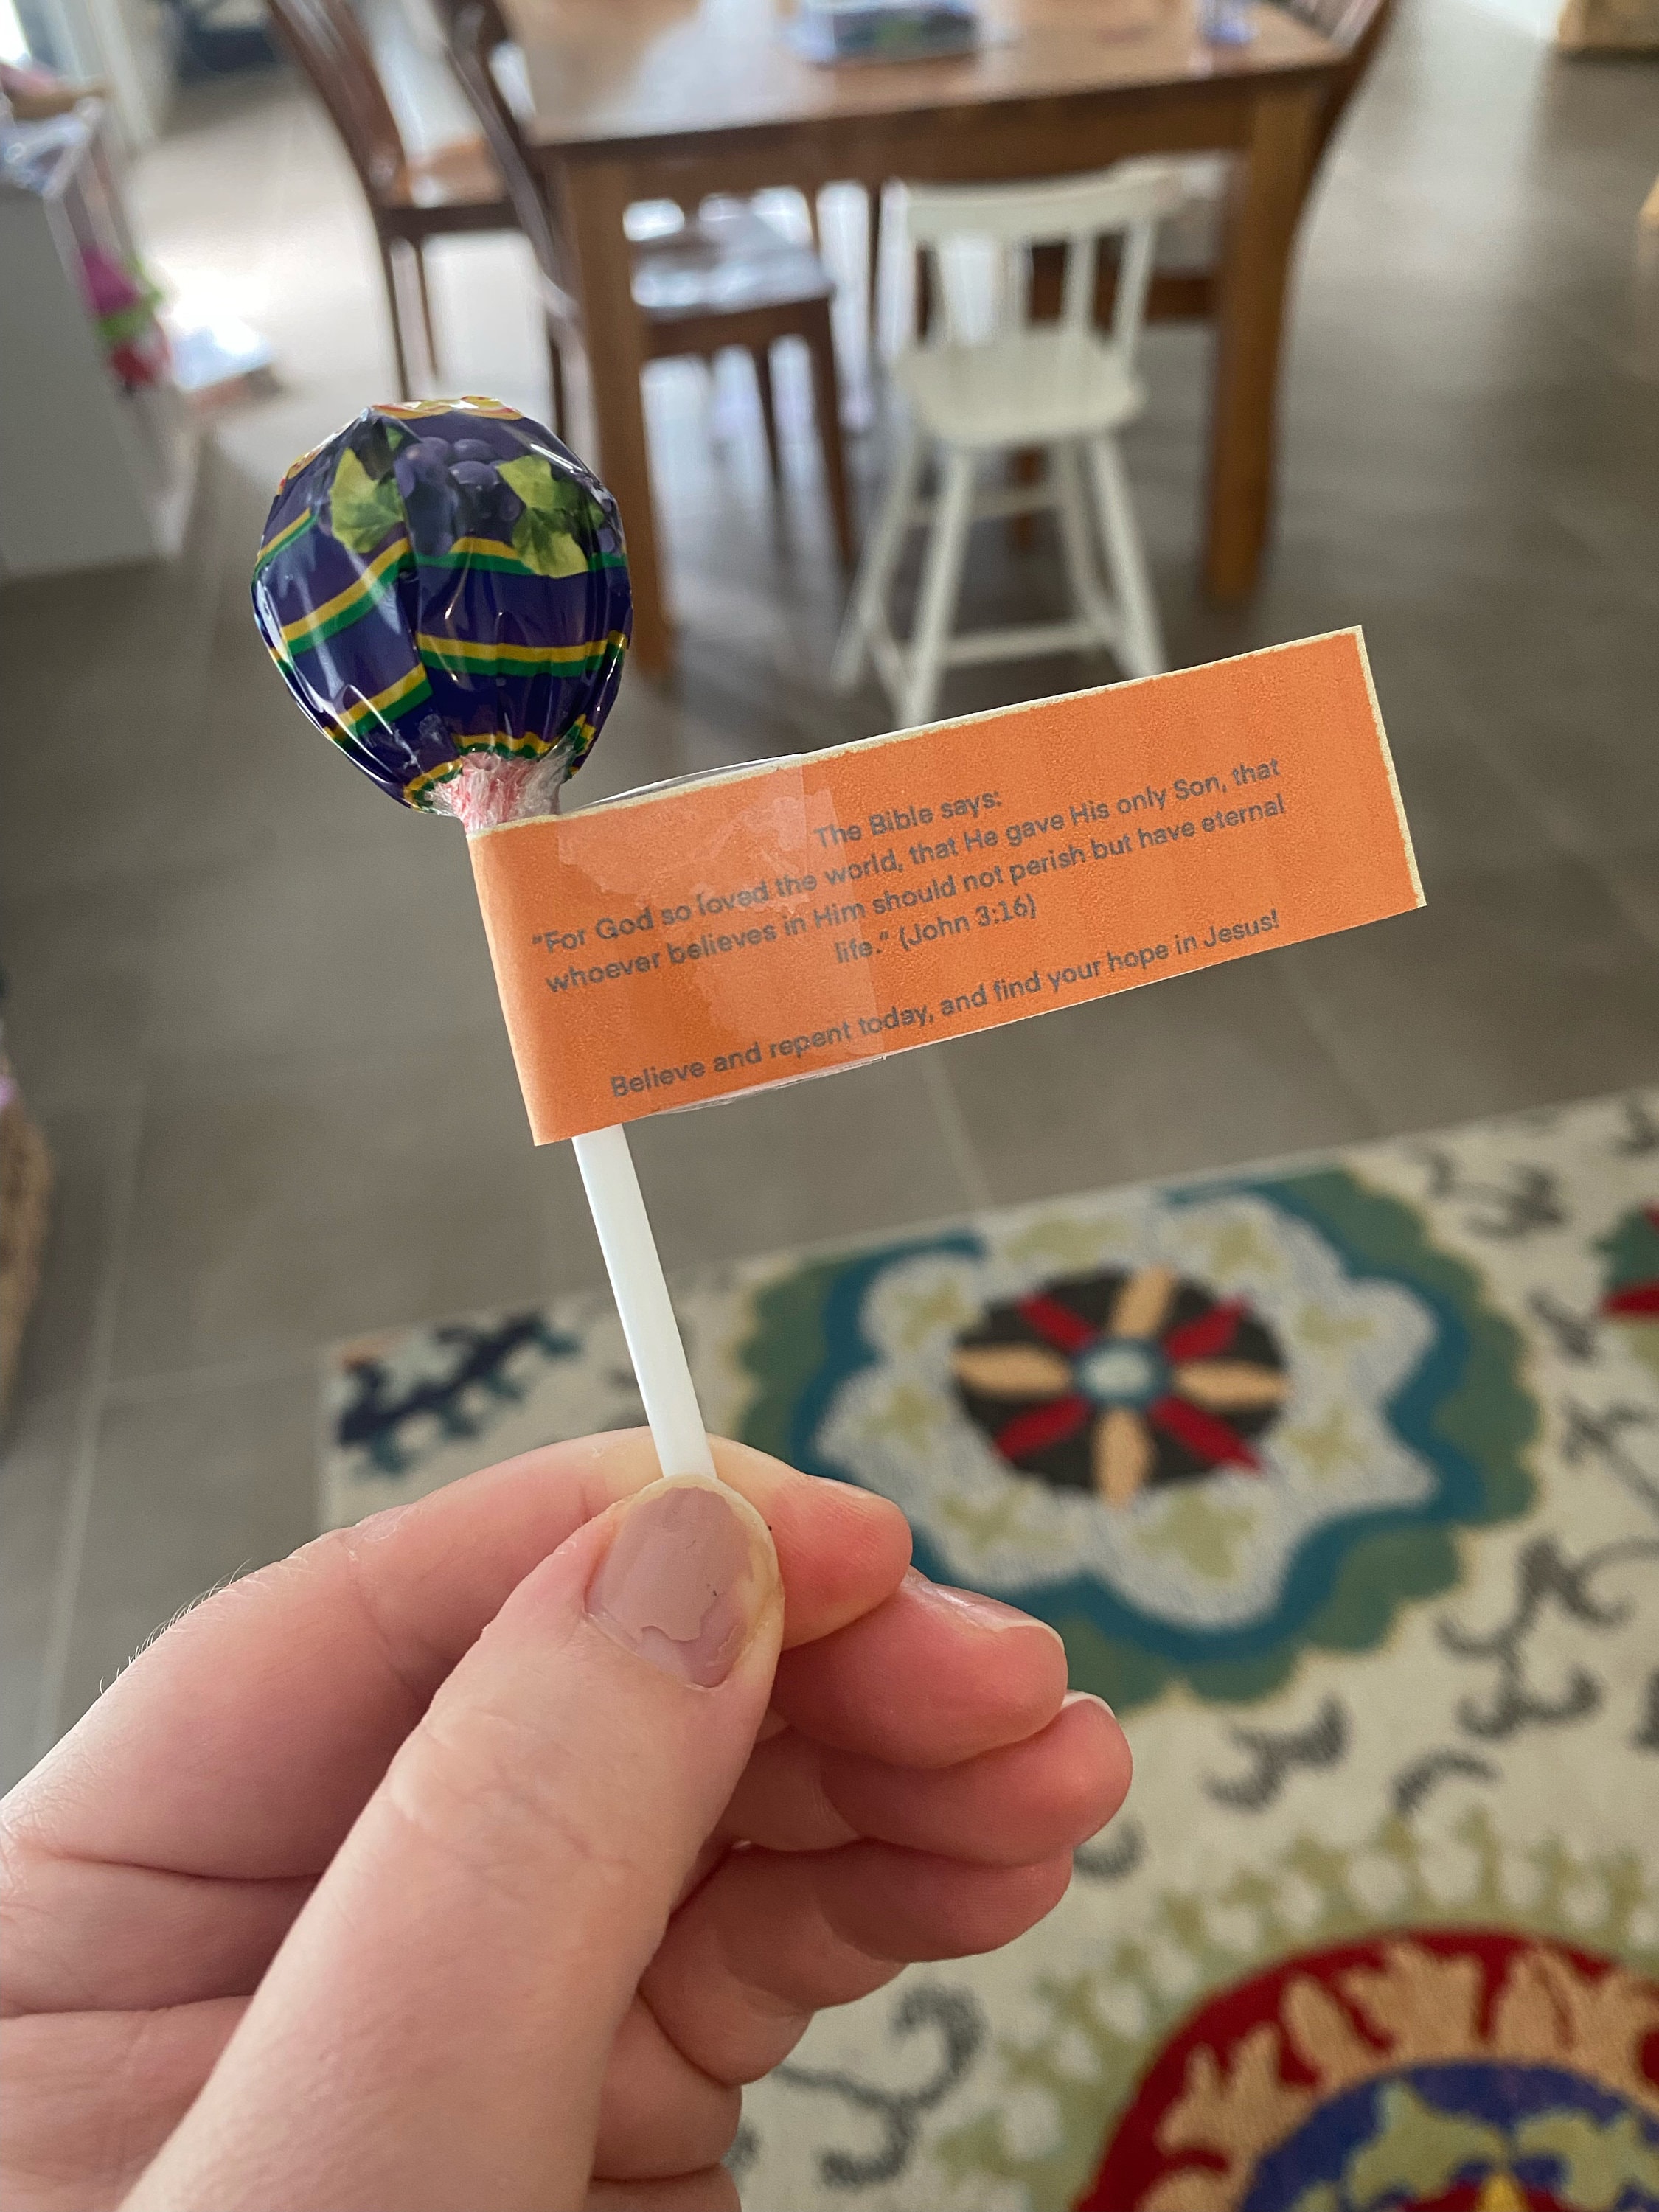 The Bible says:
"For God so loved the world, that He gave His only Son, that
whoever believes in Him should not perish but have eternal
life." (John 3:16)
Believe and repent today, and find your hope in Jesus!